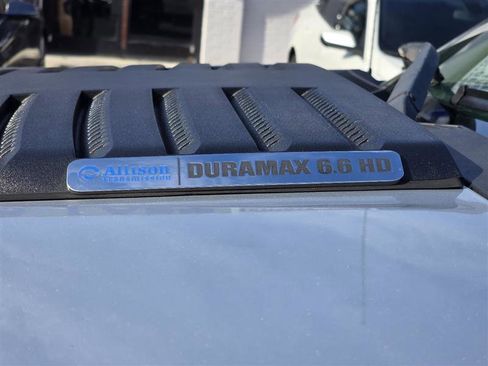 Allison DURAMAX 6.6 HD
transmission